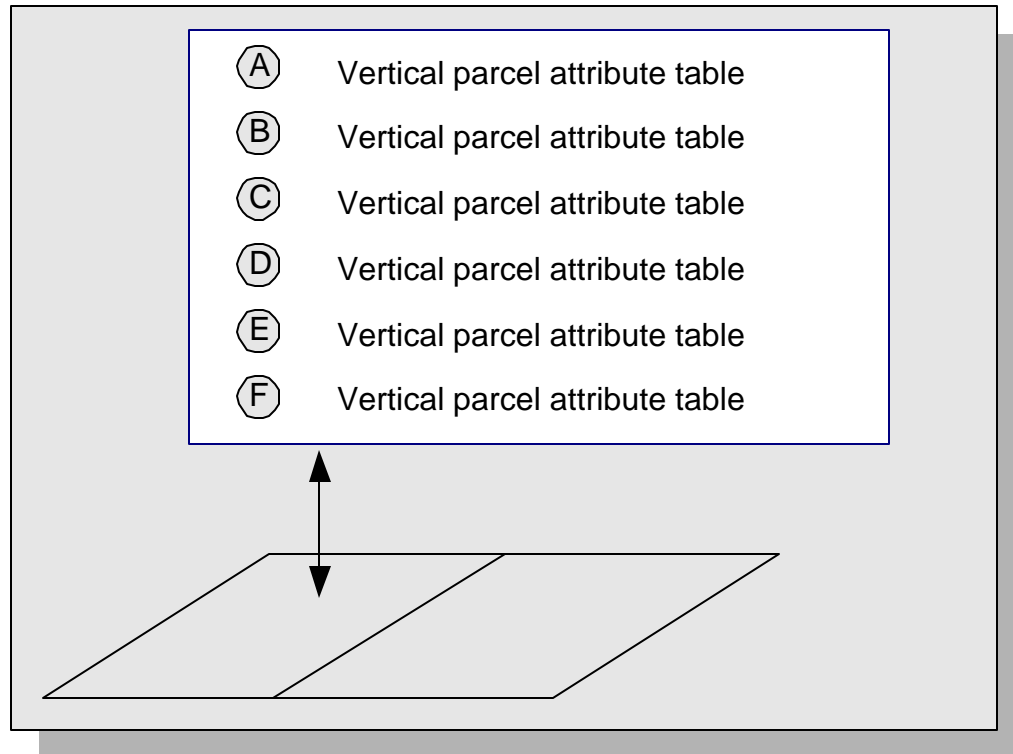 A Vertical parcel attribute table
B Vertical parcel attribute table
C Vertical parcel attribute table
D Vertical parcel attribute table
E Vertical parcel attribute table
F Vertical parcel attribute table